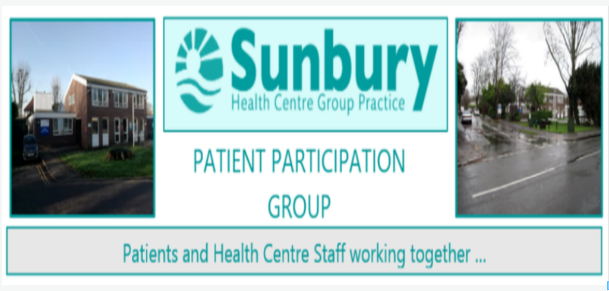 Sunbury
Health Centre Group Practice
PATIENT PARTICIPATION
GROUP
Patients and Health Centre Staff working together ...